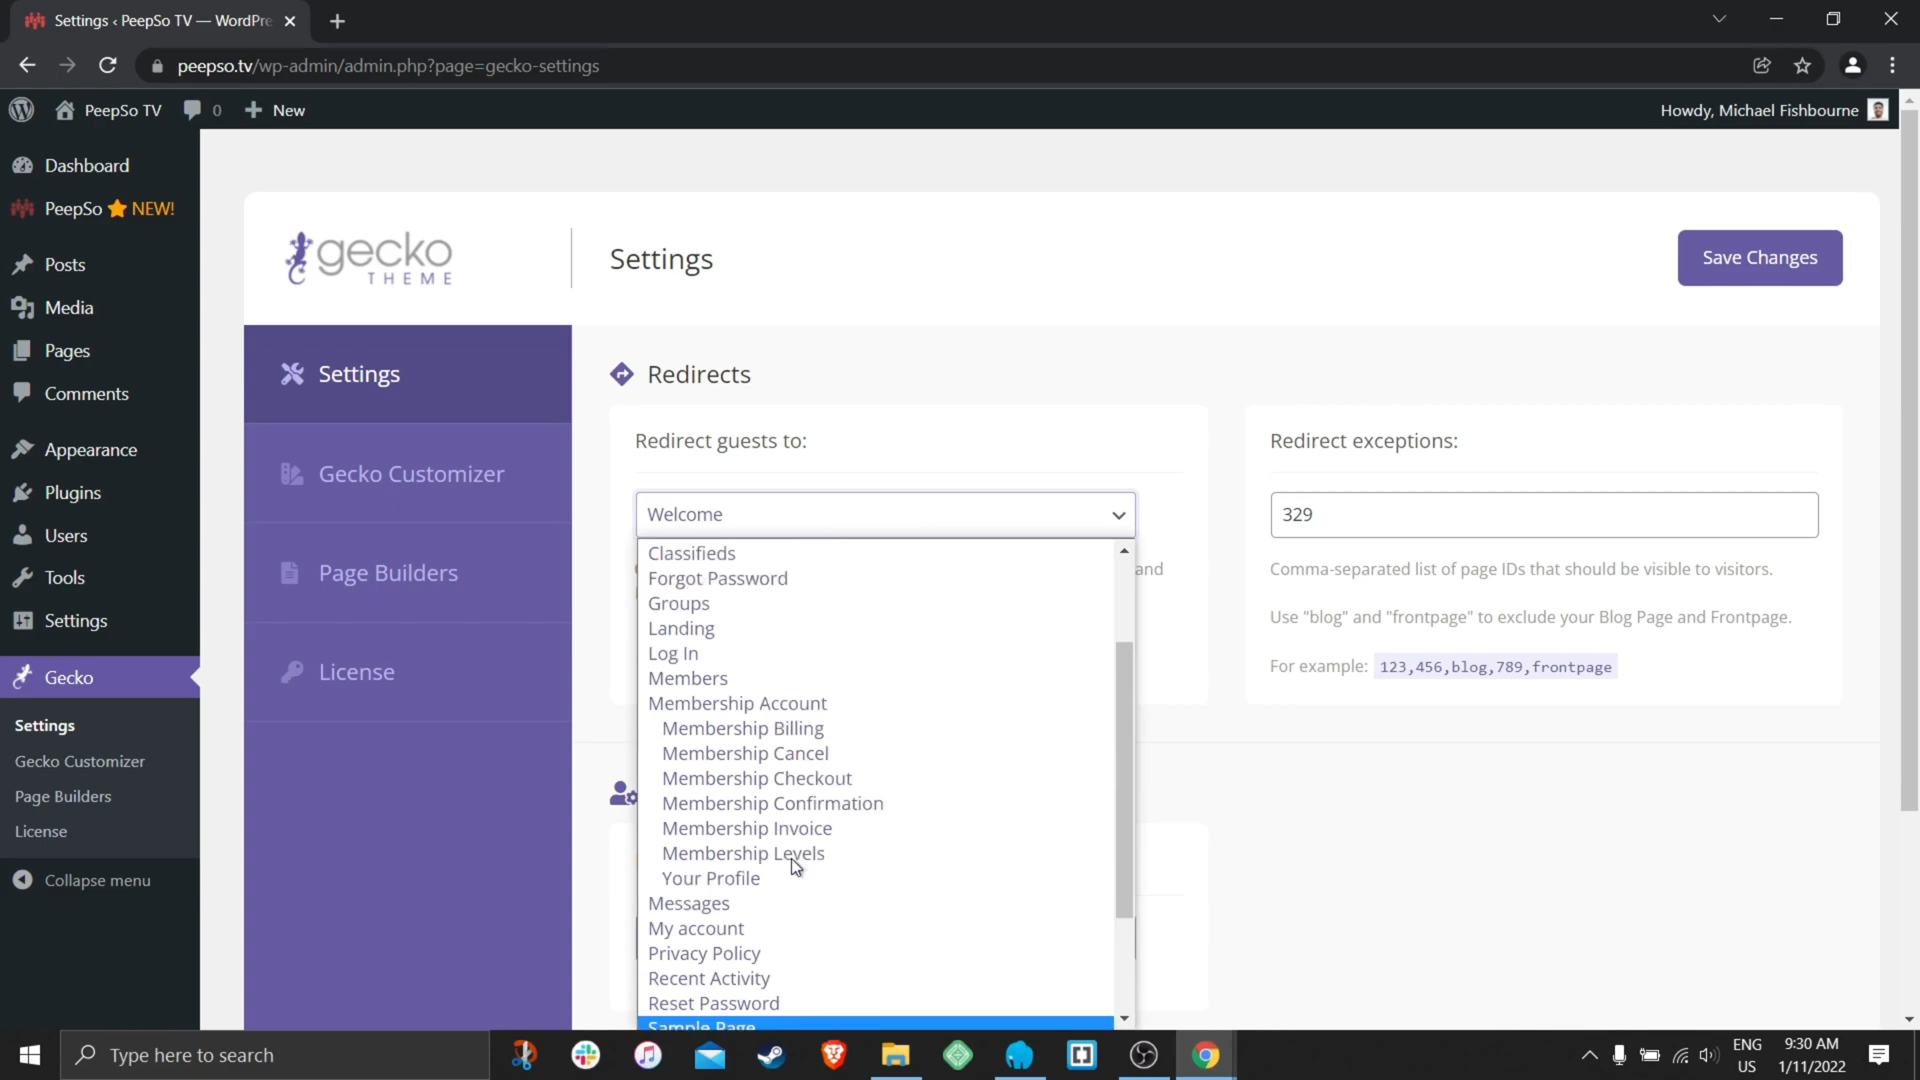 Settings ‹ PeepSo TV — WordPre
peepso.tv/wp-admin/admin.php?page=gecko-settings
PeepSo TV
0
New
Howdy, Michael Fishbourne
Dashboard
PeepSo NEW!
Posts
Media
Pages
Comments
Appearance
Plugins
Users
Tools
Settings
Gecko
Settings
Gecko Customizer
Page Builders
License
Collapse menu
gecko
THEME
Settings
Save Changes
Settings
Gecko Customizer
Page Builders
License
Redirects
Redirect guests to:
Welcome
Classifieds
Forgot Password
Groups
Landing
Log In
Members
Membership Account
Membership Billing
Membership Cancel
Membership Checkout
Membership Confirmation
Membership Invoice
Membership Levels
Your Profile
Messages
My account
Privacy Policy
Recent Activity
Reset Password
Sample Page
and
Redirect exceptions:
329
Comma-separated list of page IDs that should be visible to visitors.
Use "blog" and "frontpage" to exclude your Blog Page and Frontpage.
For example: 123,456,blog,789,frontpage
Type here to search
ENG
US
9:30 AM
1/11/2022